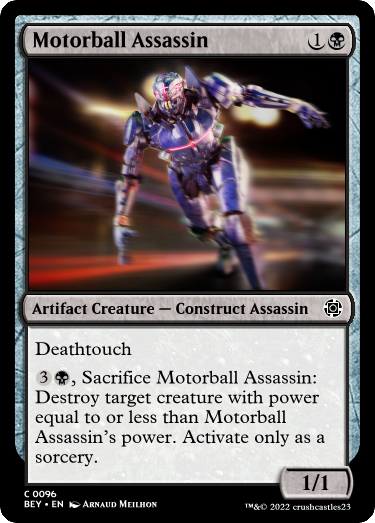 Motorball Assassin 1
Artifact Creature — Construct Assassin
Deathtouch
3 , Sacrifice Motorball Assassin:
Destroy target creature with power
equal to or less than Motorball
Assassin's power. Activate only as a
sorcery.
1/1
C 0096
BEY • EN Arnaud Meilhon
™&© 2022 crushcastles23